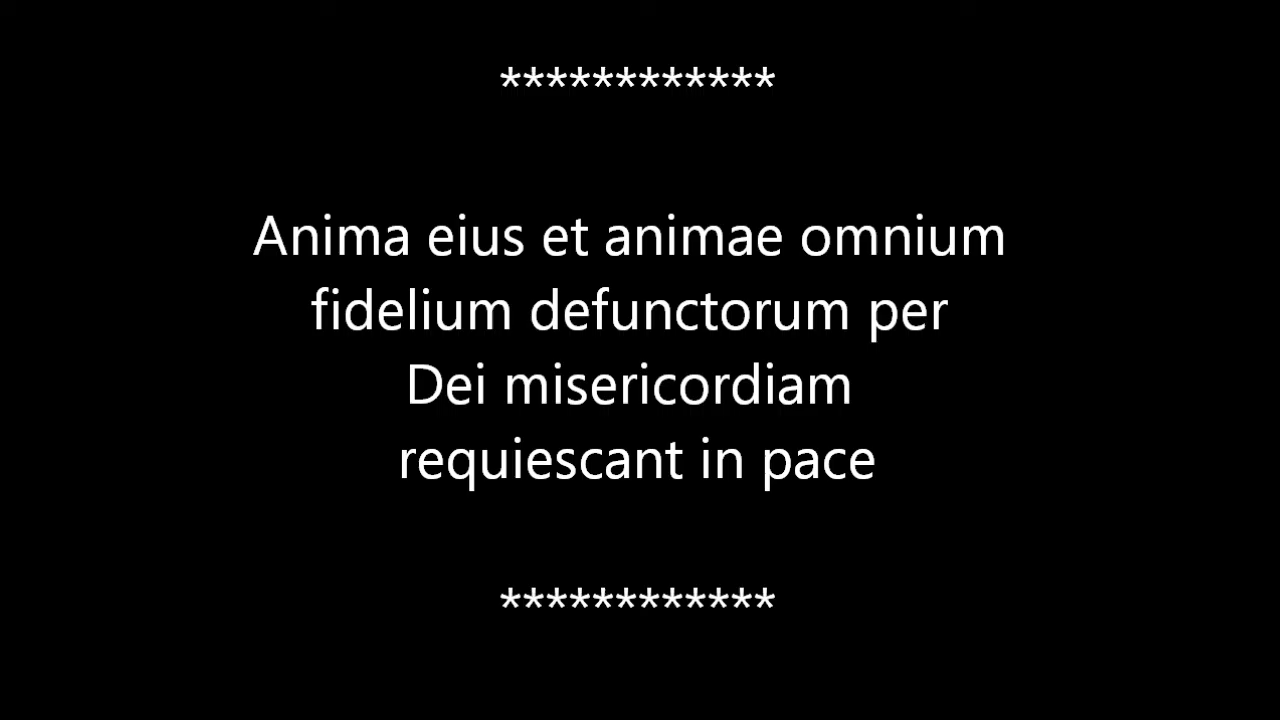 ************
Anima eius et animae omnium
fidelium defunctorum per
Dei misericordiam
requiescant in pace
************